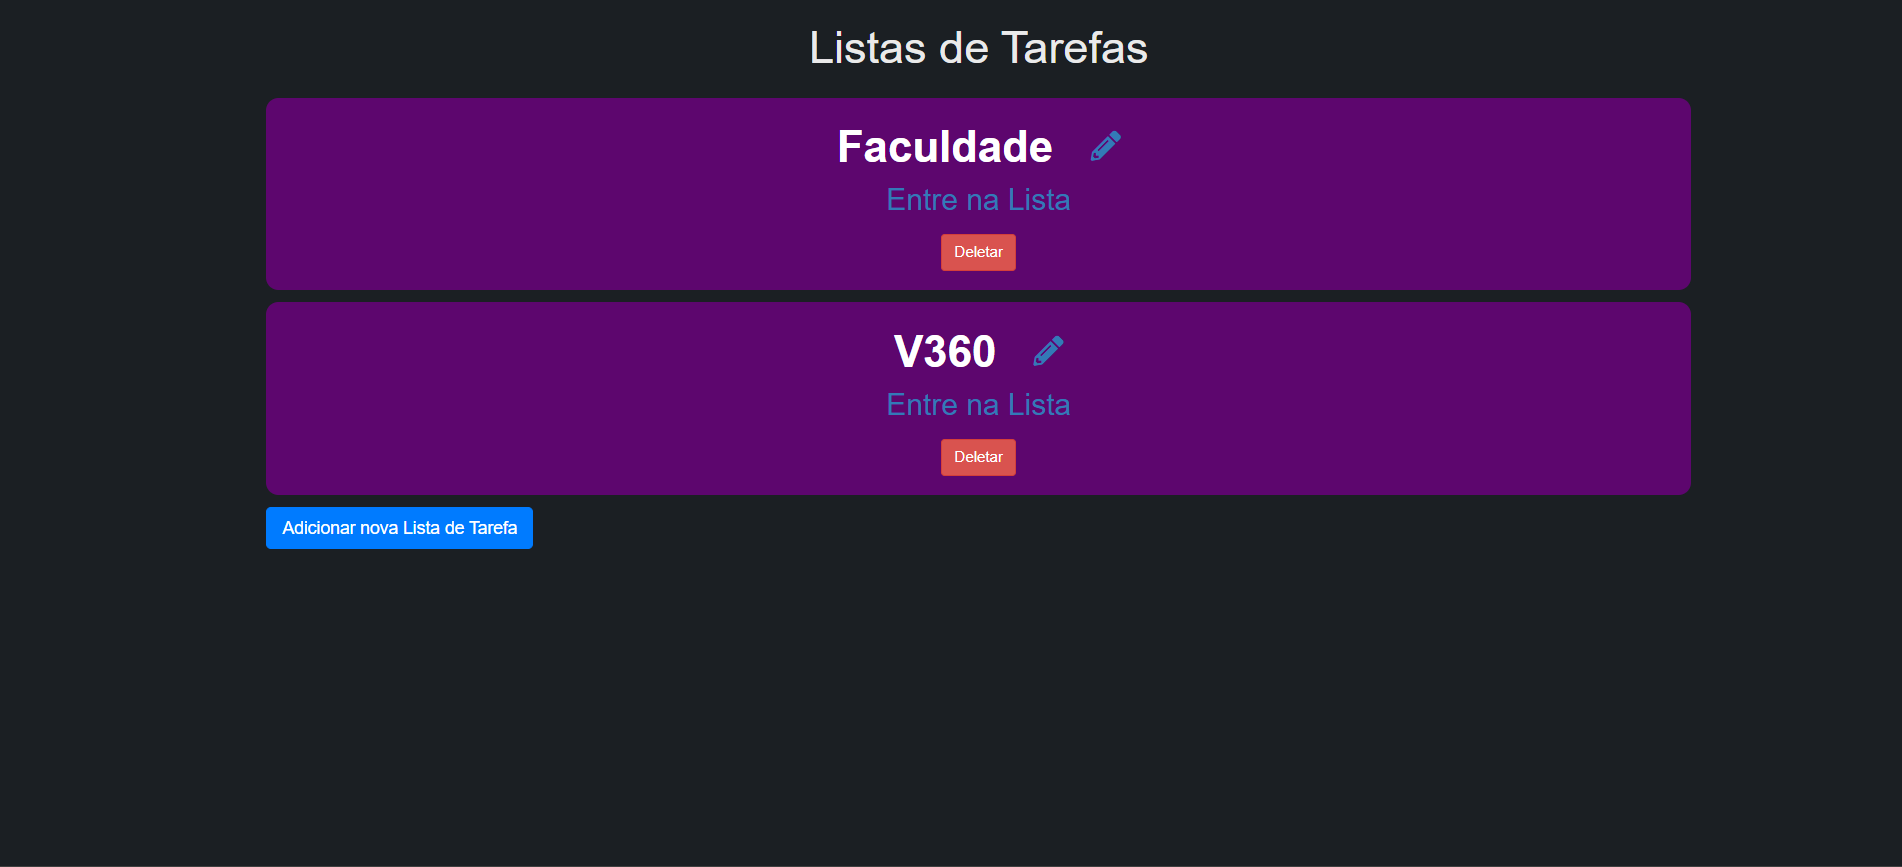 Listas de Tarefas
Faculdade
Entre na Lista
Deletar
V360
Entre na Lista
Deletar
Adicionar nova Lista de Tarefa